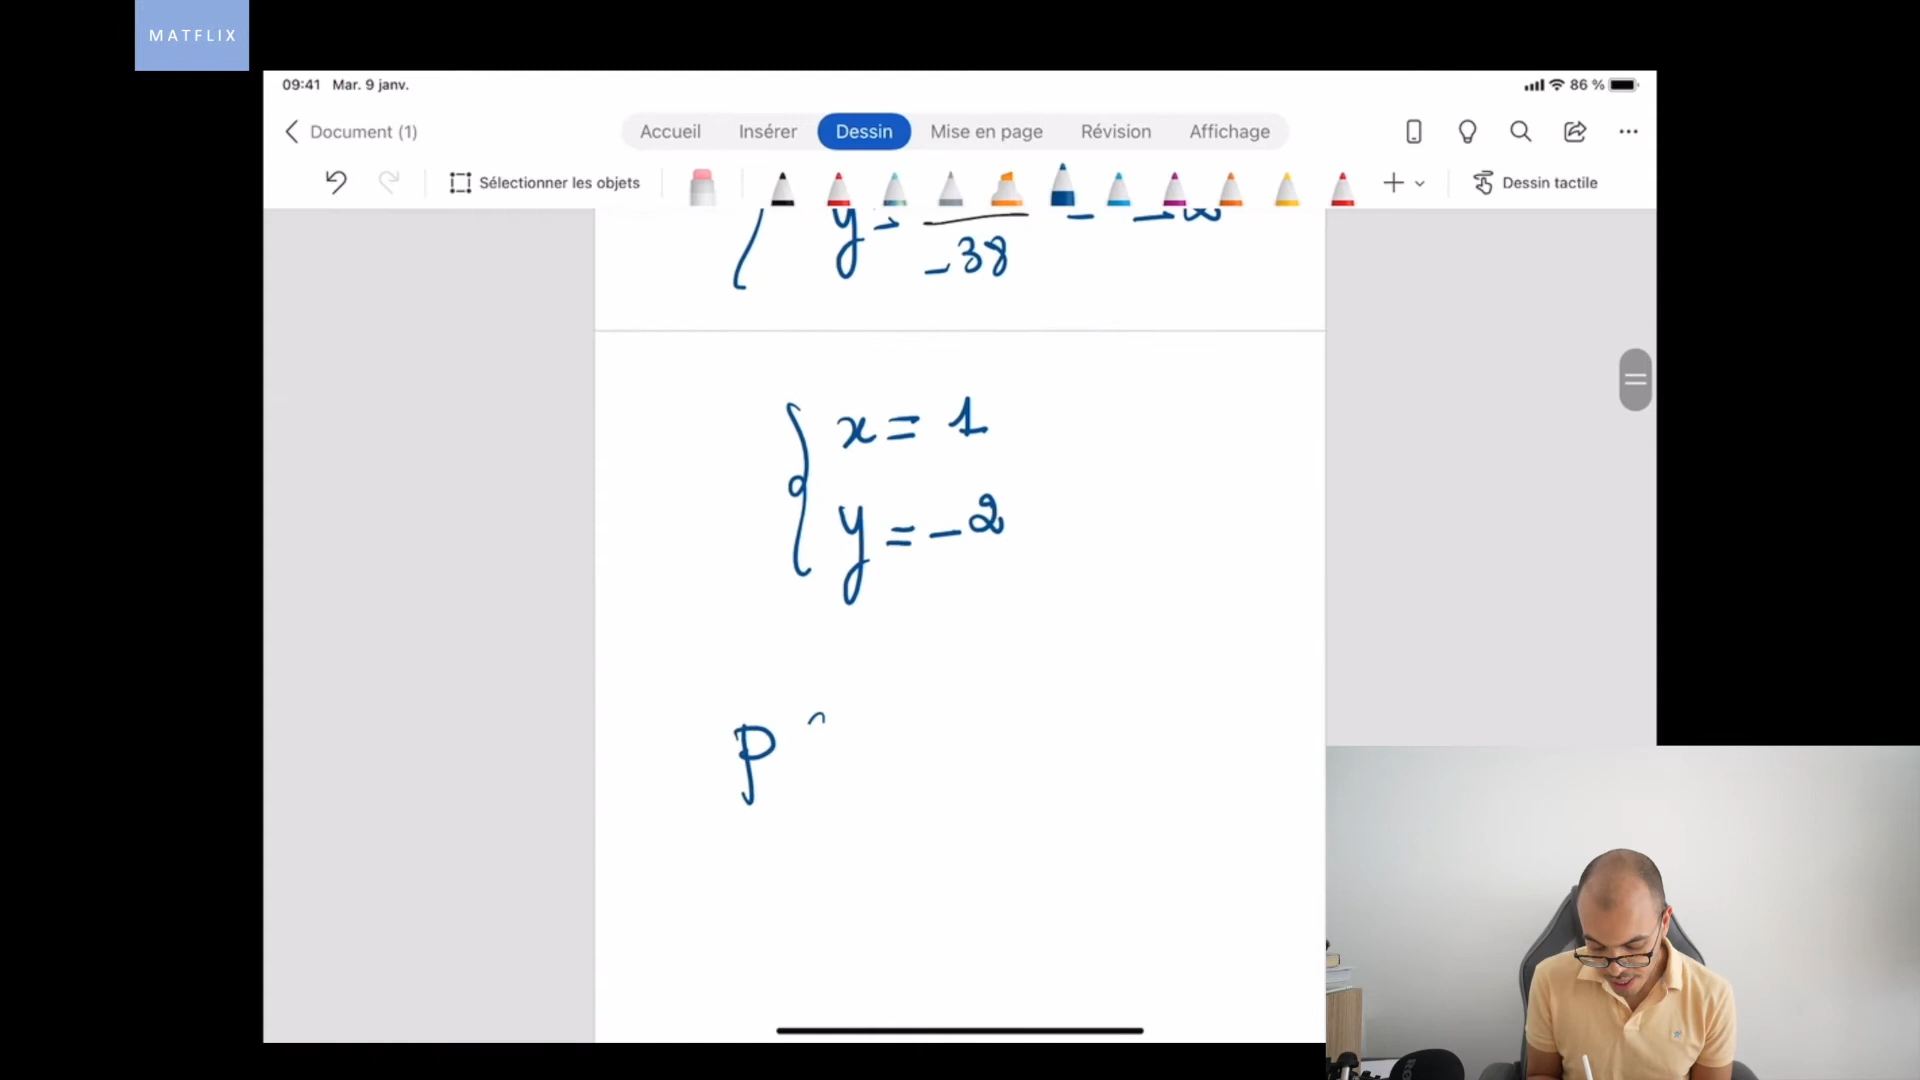 MATFLIX
09:41 Mar. 9 janv.
86 %
Document (1)
Accueil Insérer Dessin Mise en page Révision Affichage
Sélectionner les objets
Dessin tactile
y =
-38
x = 1
y = -2
P